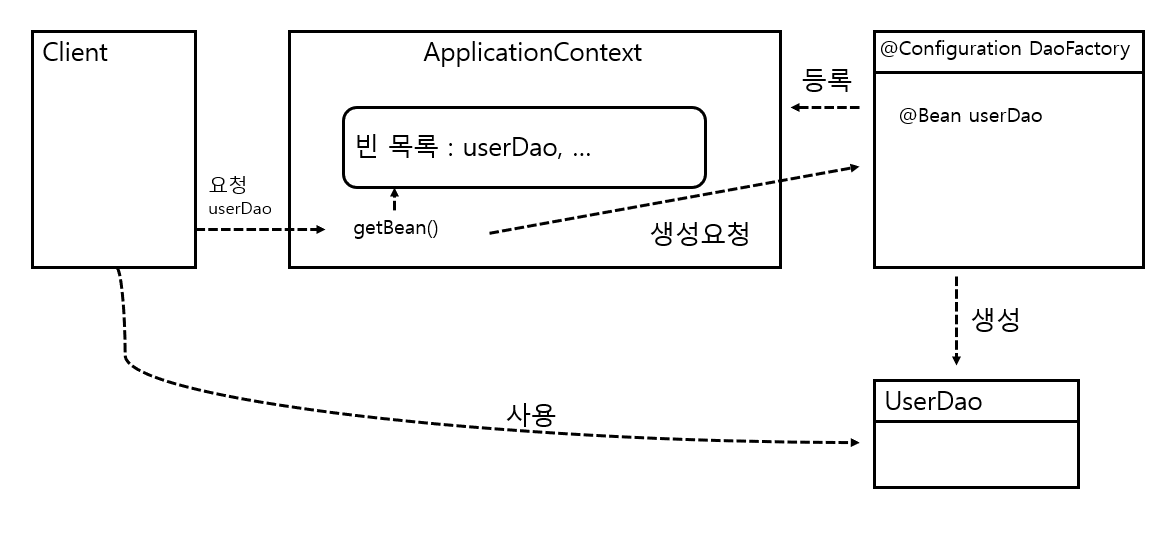 Client
ApplicationContext
@Configuration DaoFactory
등록
@Bean userDao
빈 목록 : userDao, ...
요청
userDao
getBean()
생성요청
생성
UserDao
사용